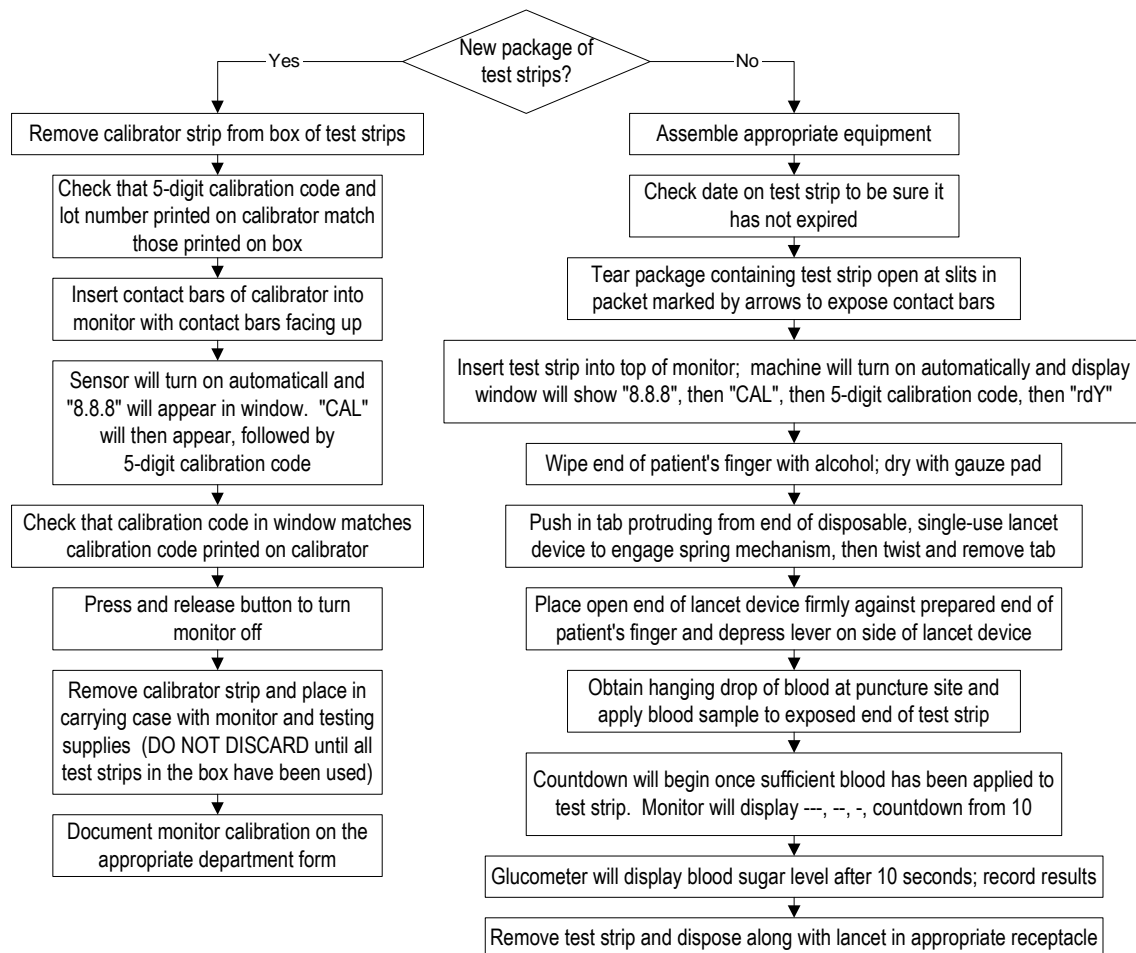 New package of
test strips?
Yes
No
Remove calibrator strip from box of test strips
Check that 5-digit calibration code and
lot number printed on calibrator match
those printed on box
Insert contact bars of calibrator into
monitor with contact bars facing up
Sensor will turn on automaticall and
"8.8.8" will appear in window.  "CAL"
will then appear, followed by
5-digit calibration code
Check that calibration code in window matches
calibration code printed on calibrator
Press and release button to turn
monitor off
Remove calibrator strip and place in
carrying case with monitor and testing
supplies  (DO NOT DISCARD until all
test strips in the box have been used)
Document monitor calibration on the
appropriate department form
Assemble appropriate equipment
Check date on test strip to be sure it
has not expired
Tear package containing test strip open at slits in
packet marked by arrows to expose contact bars
Insert test strip into top of monitor;  machine will turn on automatically and display
window will show "8.8.8", then "CAL", then 5-digit calibration code, then "rdY"
Wipe end of patient's finger with alcohol; dry with gauze pad
Push in tab protruding from end of disposable, single-use lancet
device to engage spring mechanism, then twist and remove tab
Place open end of lancet device firmly against prepared end of
patient's finger and depress lever on side of lancet device
Obtain hanging drop of blood at puncture site and
apply blood sample to exposed end of test strip
Countdown will begin once sufficient blood has been applied to
test strip.  Monitor will display ---, --, -, countdown from 10
Glucometer will display blood sugar level after 10 seconds; record results
Remove test strip and dispose along with lancet in appropriate receptacle